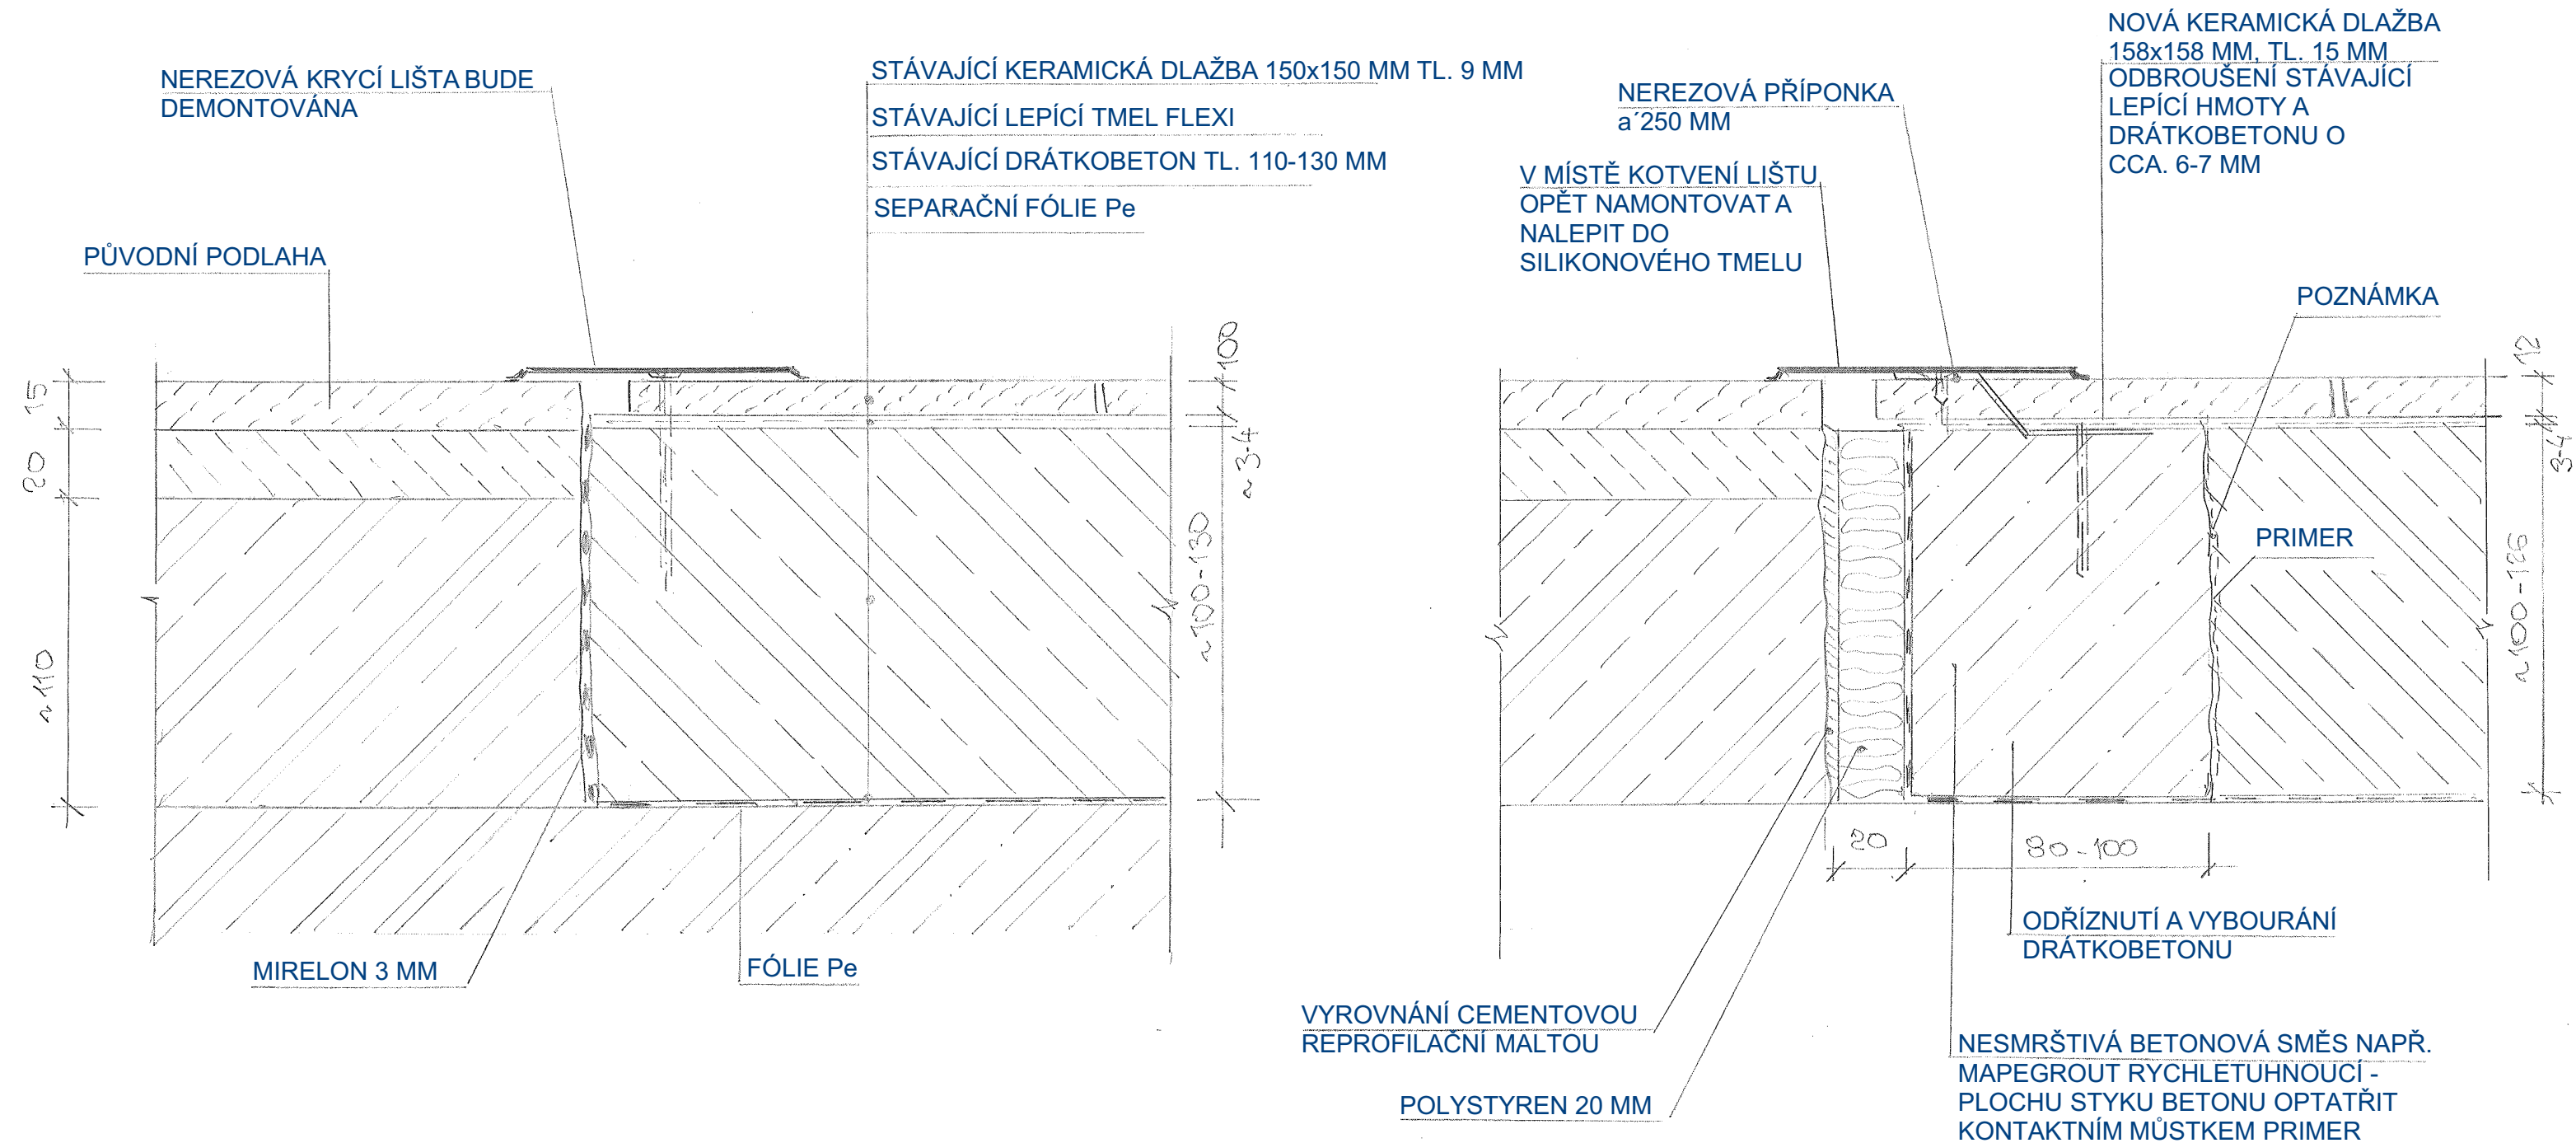 NEREZOVÁ KRYCÍ LIŠTA BUDE
DEMONTOVÁNA
STÁVAJÍCÍ KERAMICKÁ DLAŽBA 150x150 MM TL. 9 MM
STÁVAJÍCÍ LEPÍCÍ TMEL FLEXI
STÁVAJÍCÍ DRÁTKOBETON TL. 110-130 MM
SEPARAČNÍ FÓLIE Pe
PŮVODNÍ PODLAHA
15
20
~110
100
~3-4
~100-130
MIRELON 3 MM
FÓLIE Pe
NEREZOVÁ PŘÍPONKA
a´250 MM
V MÍSTĚ KOTVENÍ LIŠTU
OPĚT NAMONTOVAT A
NALEPIT DO
SILIKONOVÉHO TMELU
NOVÁ KERAMICKÁ DLAŽBA
158x158 MM, TL. 15 MM
ODBROUŠENÍ STÁVAJÍCÍ
LEPÍCÍ HMOTY A
DRÁTKOBETONU O
CCA. 6-7 MM
POZNÁMKA
PRIMER
12
3-4
~100-126
20
80-100
ODŘÍZNUTÍ A VYBOURÁNÍ
DRÁTKOBETONU
VYROVNÁNÍ CEMENTOVOU
REPROFILAČNÍ MALTOU
POLYSTYREN 20 MM
NESMRŠTIVÁ BETONOVÁ SMĚS NAPŘ.
MAPEGROUT RYCHLETUHNOUCÍ -
PLOCHU STYKU BETONU OPTATŘIT
KONTAKTNÍM MŮSTKEM PRIMER